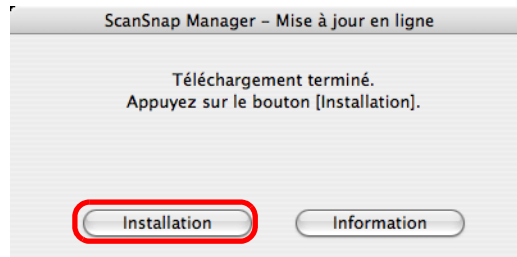 ScanSnap Manager – Mise à jour en ligne
Téléchargement terminé.
Appuyez sur le bouton [Installation].
Installation Information